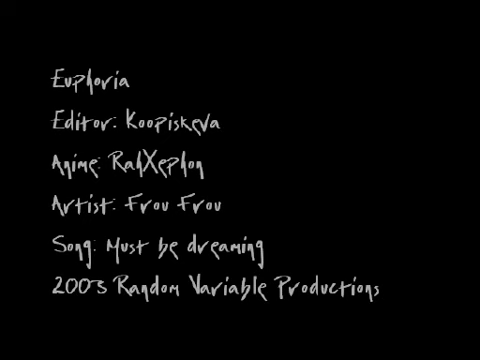 Euphoria
Editor: Koopiskeva
Anime: RahXephon
Artist: Frou Frou
Song: Must be dreaming
2003 Random Variable Productions